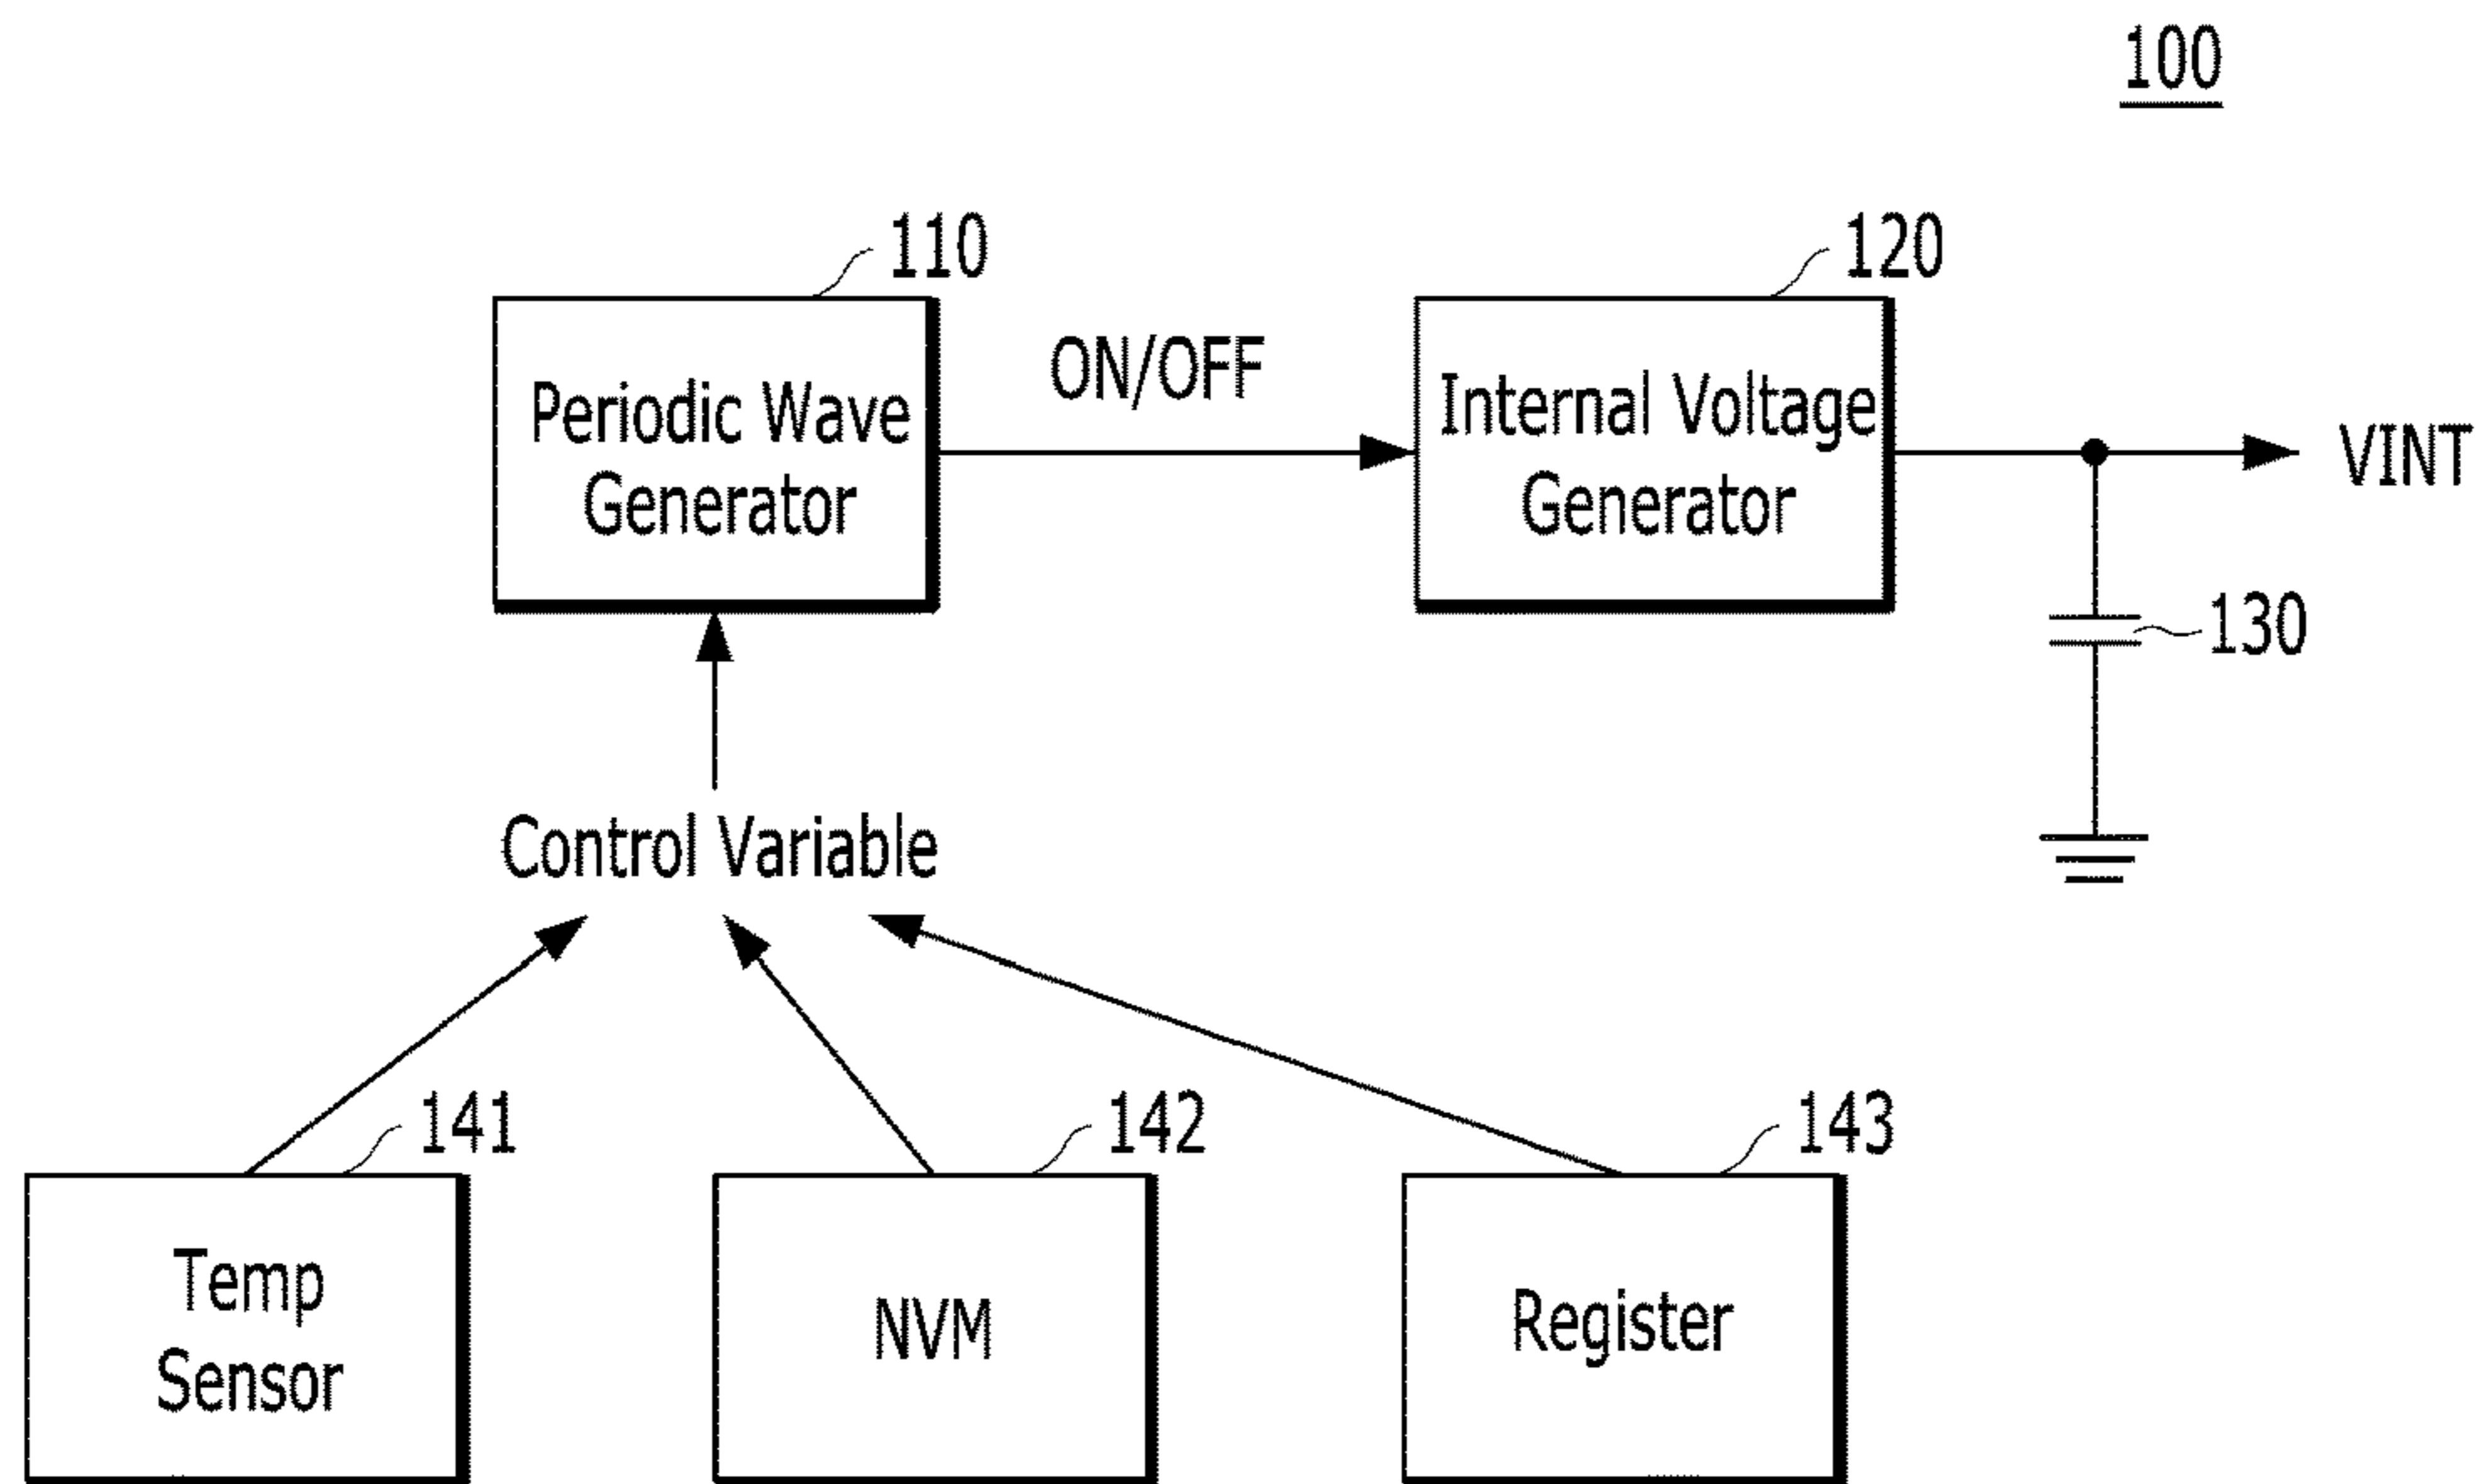 100
110
120
Periodic Wave
Generator
ON/OFF
Internal Voltage
Generator
VINT
130
Control Variable
141
142
143
Temp
Sensor
NVM
Register